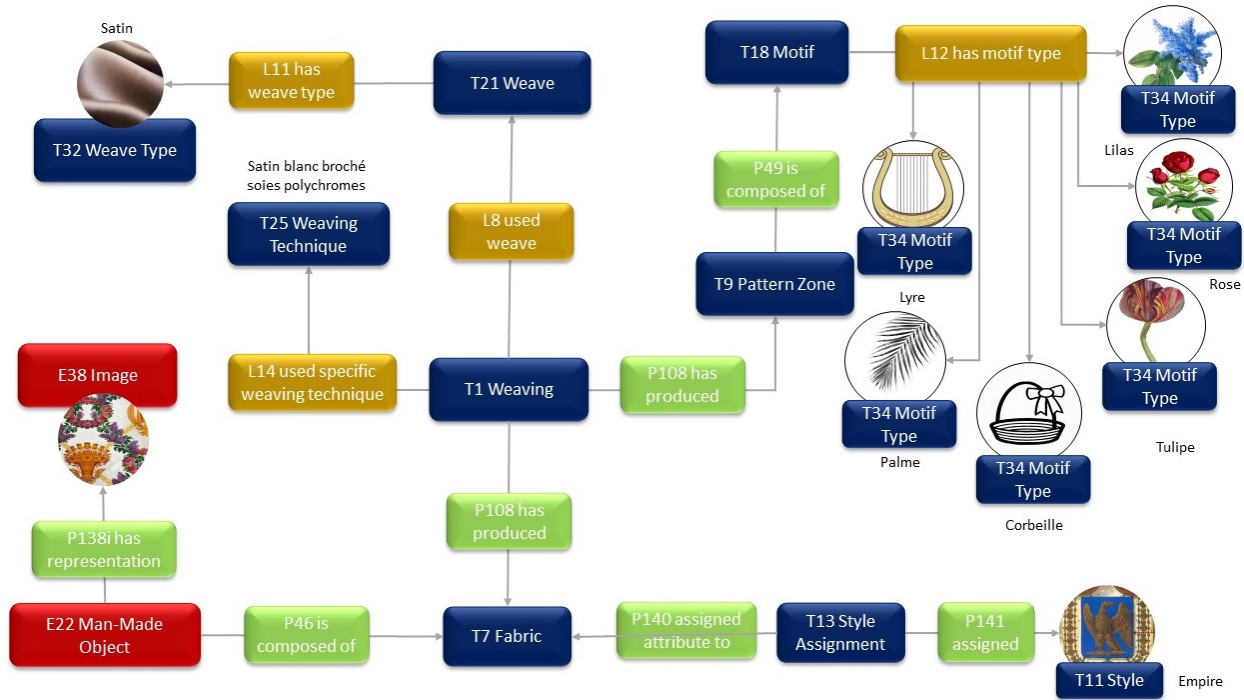 Satin
L11 has
weave type
T21 Weave
T32 Weave Type
Satin blanc broché
soies polychromes
T25 Weaving
Technique
L8 used
weave
T18 Motif
L12 has motif type
T34 Motif
Type
Lilas
P49 is
composed of
T34 Motif
Type
Lyre
T34 Motif
Type
Rose
T9 Pattern Zone
E38 Image
L14 used specific
weaving technique
T1 Weaving
P108 has
produced
T34 Motif
Type
Palme
T34 Motif
Type
Tulipe
T34 Motif
Type
Corbeille
P138i has
representation
P108 has
produced
E22 Man-Made
Object
P46 is
composed of
T7 Fabric
P140 assigned
attribute to
T13 Style
Assignment
P141
assigned
T11 Style
Empire